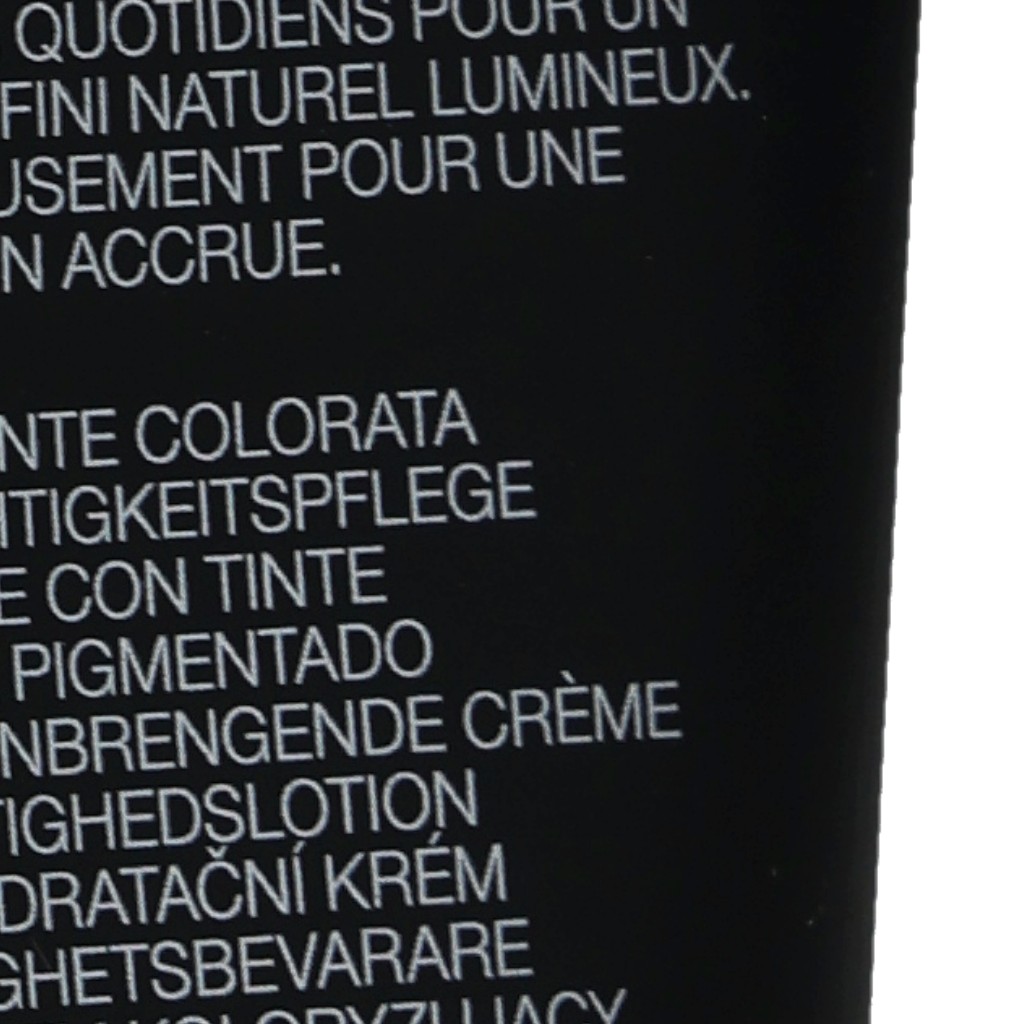 QUOTIDIENS POUR UN
FINI NATUREL LUMINEUX.
USEMENT POUR UNE
N ACCRUE.
NTE COLORATA
HTIGKEITSPFLEGE
E CON TINTE
PIGMENTADO
NBRENGENDE CRÈME
TIGHEDSLOTION
DRATAČNÍ KRÉM
GHETSBEVARARE